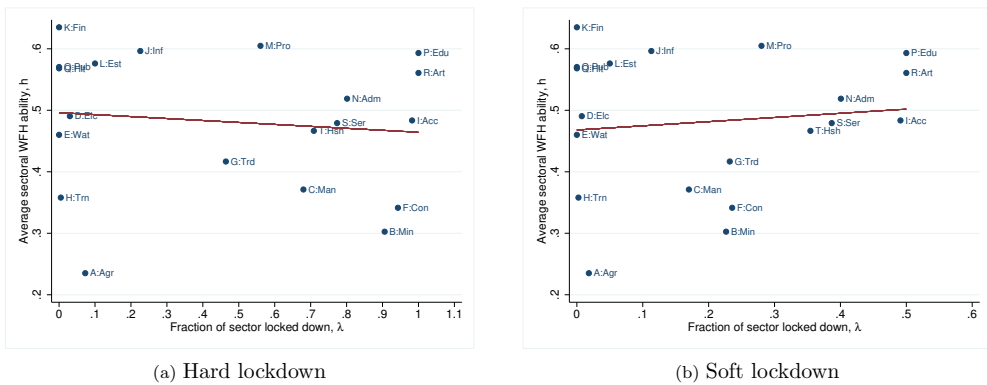 Average sectoral WFH ability, h
.6
.5
.4
.3
.2
K:Fin
J:Inf
M:Pro
P:Edu
L:Est
R:Art
N:Adm
D:Elc
I:Acc
S:Ser
T:Hsh
E:Wat
G:Trd
C:Man
H:Trn
F:Con
B:Min
A:Agr
0 .1 .2 .3 .4 .5 .6 .7 .8 .9 1 1.1
Fraction of sector locked down, λ
(a) Hard lockdown
Average sectoral WFH ability, h
.6
.5
.4
.3
.2
K:Fin
J:Inf
M:Pro
P:Edu
L:Est
R:Art
N:Adm
D:Elc
I:Acc
S:Ser
T:Hsh
E:Wat
G:Trd
C:Man
H:Trn
F:Con
B:Min
A:Agr
0 .1 .2 .3 .4 .5 .6
Fraction of sector locked down, λ
(b) Soft lockdown